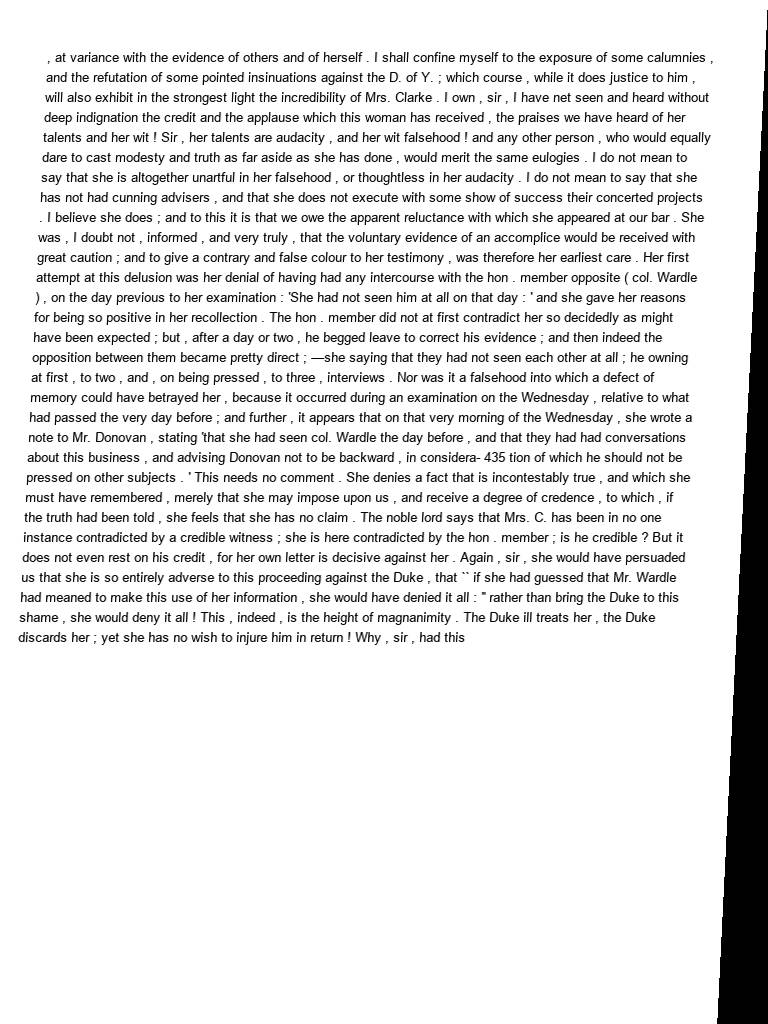 , at variance with the evidence of others and of herself . I shall confine myself to the exposure of some calumnies ,
and the refutation of some pointed insinuations against the D. of Y. ; which course , while it does justice to him ,
will also exhibit in the strongest light the incredibility of Mrs. Clarke . I own , sir , I have net seen and heard without
deep indignation the credit and the applause which this woman has received , the praises we have heard of her
talents and her wit ! Sir , her talents are audacity , and her wit falsehood ! and any other person , who would equally
dare to cast modesty and truth as far aside as she has done , would merit the same eulogies . I do not mean to
say that she is altogether unartful in her falsehood , or thoughtless in her audacity . I do not mean to say that she
has not had cunning advisers , and that she does not execute with some show of success their concerted projects
. I believe she does ; and to this it is that we owe the apparent reluctance with which she appeared at our bar . She
was , I doubt not , informed , and very truly , that the voluntary evidence of an accomplice would be received with
great caution ; and to give a contrary and false colour to her testimony , was therefore her earliest care . Her first
attempt at this delusion was her denial of having had any intercourse with the hon . member opposite ( col. Wardle
) , on the day previous to her examination : 'She had not seen him at all on that day : ' and she gave her reasons
for being so positive in her recollection . The hon . member did not at first contradict her so decidedly as might
have been expected ; but , after a day or two , he begged leave to correct his evidence ; and then indeed the
opposition between them became pretty direct ; —she saying that they had not seen each other at all ; he owning
at first , to two , and , on being pressed , to three , interviews . Nor was it a falsehood into which a defect of
memory could have betrayed her , because it occurred during an examination on the Wednesday , relative to what
had passed the very day before ; and further , it appears that on that very morning of the Wednesday , she wrote a
note to Mr. Donovan , stating 'that she had seen col. Wardle the day before , and that they had had conversations
about this business , and advising Donovan not to be backward , in considera- 435 tion of which he should not be
pressed on other subjects . ' This needs no comment . She denies a fact that is incontestably true , and which she
must have remembered , merely that she may impose upon us , and receive a degree of credence , to which , if
the truth had been told , she feels that she has no claim . The noble lord says that Mrs. C. has been in no one
instance contradicted by a credible witness ; she is here contradicted by the hon . member ; is he credible ? But it
does not even rest on his credit , for her own letter is decisive against her . Again , sir , she would have persuaded
us that she is so entirely adverse to this proceeding against the Duke , that `` if she had guessed that Mr. Wardle
had meaned to make this use of her information , she would have denied it all : '' rather than bring the Duke to this
shame , she would deny it all ! This , indeed , is the height of magnanimity . The Duke ill treats her , the Duke
discards her ; yet she has no wish to injure him in return ! Why , sir , had this